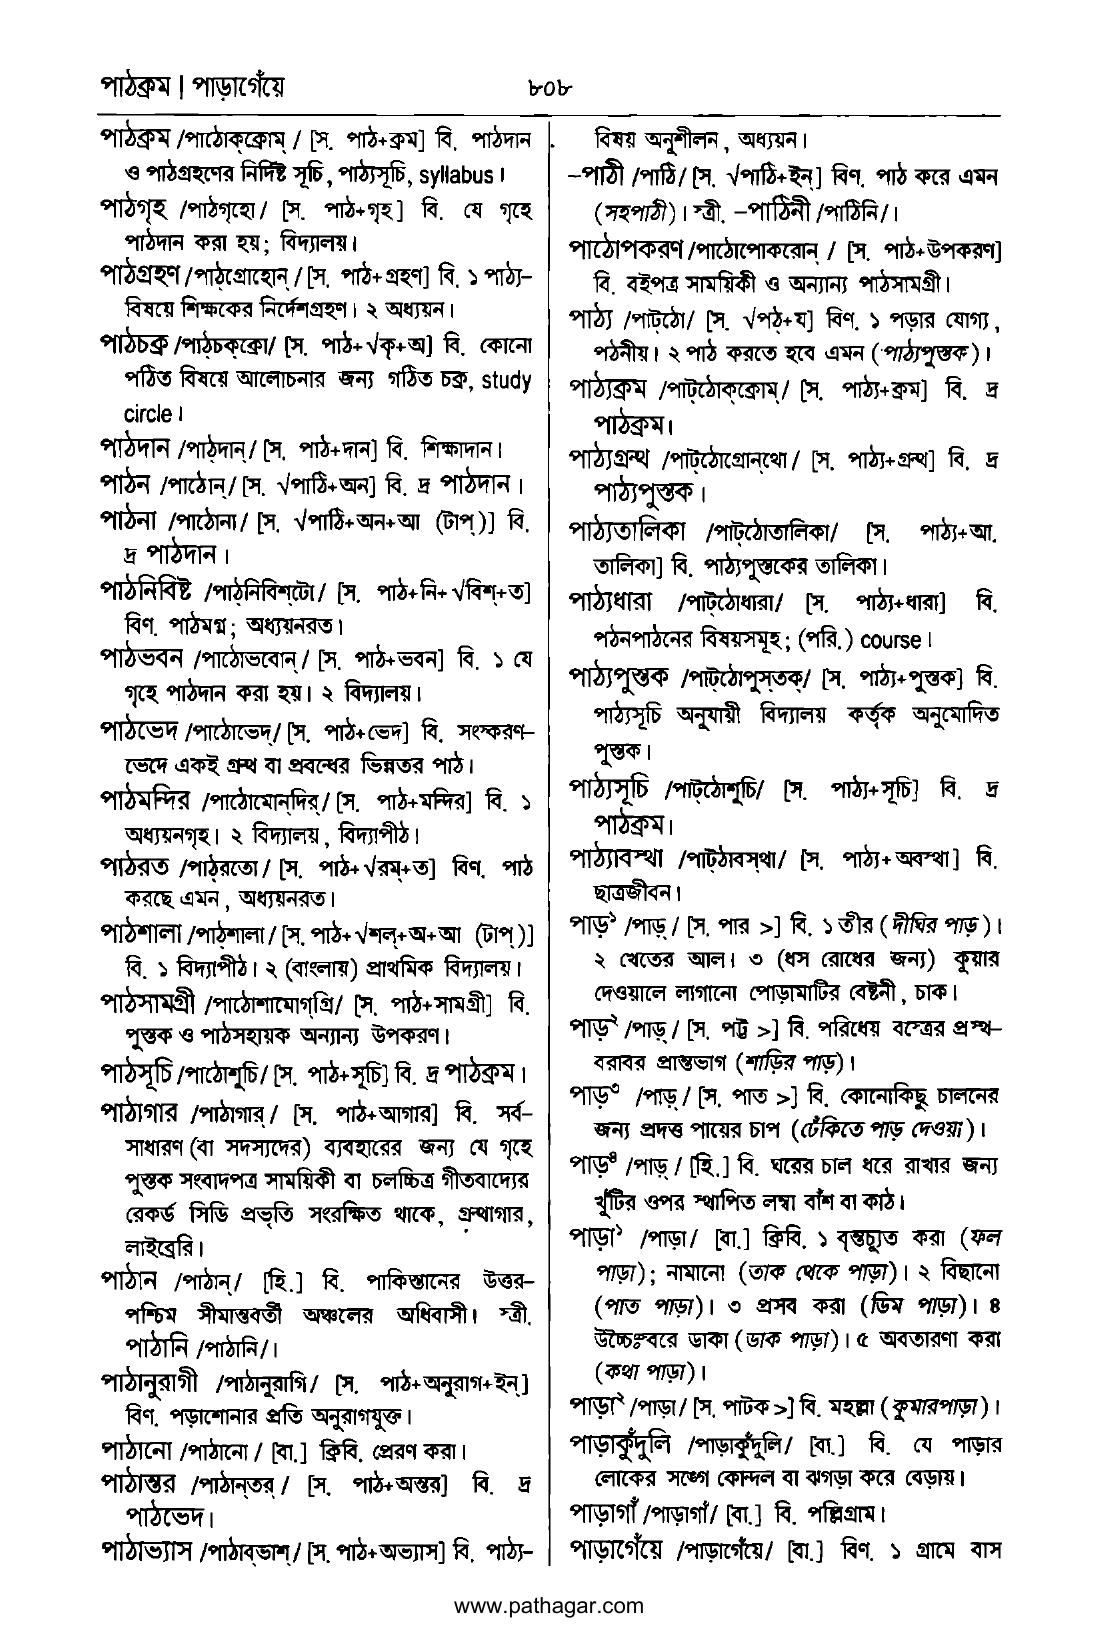 পাঠক্রম | পাড়াগেঁয়ে
৮০৮
পাঠক্রম /পাঠোক্‌ক্রোম্ / [স. পাঠ+ক্রম] বি. পাঠদান
ও পাঠগ্রহণের নির্দিষ্ট সূচি, পাঠ্যসূচি, syllabus।
পাঠগৃহ /পাঠগৃহো/ [স. পাঠ+গৃহ] বি. যে গৃহে
পাঠদান করা হয়; বিদ্যালয়।
পাঠগ্রহণ /পাঠ্‌গ্রোহোন্ / [স. পাঠ+গ্রহণ] বি. ১ পাঠ্য–
বিষয়ে শিক্ষকের নির্দেশগ্রহণ। ২ অধ্যয়ন।
পাঠচক্র /পাঠ্‌চক্‌ক্রো/ [স. পাঠ+√কৃ+অ] বি. কোনো
পঠিত বিষয়ে আলোচনার জন্য গঠিত চক্র, study
circle।
পাঠদান /পাঠ্‌দান্/ [স. পাঠ+দান] বি. শিক্ষাদান।
পাঠন /পাঠোন্/ [স. √পাঠি+অন] বি. দ্র পাঠদান।
পাঠনা /পাঠোনা/ [স. √পাঠি+অন+আ (টাপ্)] বি.
দ্র পাঠদান।
পাঠনিবিষ্ট /পাঠ্‌নিবিশ্‌টো/ [স. পাঠ+নি+√বিশ্+ত]
বিণ. পাঠমগ্ন; অধ্যয়নরত।
পাঠভবন /পাঠোভবোন্ / [স. পাঠ+ভবন] বি. ১ যে
গৃহে পাঠদান করা হয়। ২ বিদ্যালয়।
পাঠভেদ /পাঠোভেদ্/ [স. পাঠ+ভেদ] বি. সংস্করণ–
ভেদে একই গ্রন্থ বা প্রবন্ধের ভিন্নতর পাঠ।
পাঠমন্দির /পাঠোমোন্‌দির্/ [স. পাঠ+মন্দির] বি. ১
অধ্যয়নগৃহ। ২ বিদ্যালয়, বিদ্যাপীঠ।
পাঠরত /পাঠ্‌রতো/ [স. পাঠ+√রম্+ত] বিণ. পাঠ
করছে এমন, অধ্যয়নরত।
পাঠশালা /পাঠ্‌শালা/ [স. পাঠ+√শল্+অ+আ (টাপ্)]
বি. ১ বিদ্যাপীঠ। ২ (বাংলায়) প্রাথমিক বিদ্যালয়।
পাঠসামগ্রী /পাঠোশামোগ্‌গ্রি/ [স. পাঠ+সামগ্রী] বি.
পুস্তক ও পাঠসহায়ক অন্যান্য উপকরণ।
পাঠসূচি /পাঠোশুচি/ [স. পাঠ+সূচি] বি. দ্র পাঠক্রম।
পাঠাগার /পাঠাগার্/ [স. পাঠ+আগার] বি. সর্ব–
সাধারণ (বা সদস্যদের) ব্যবহারের জন্য যে গৃহে
পুস্তক সংবাদপত্র সাময়িকী বা চলচ্চিত্র গীতবাদ্যের
রেকর্ড সিডি প্রভৃতি সংরক্ষিত থাকে, গ্রন্থাগার,
লাইব্রেরি।
পাঠান /পাঠান্/ [হি.] বি. পাকিস্তানের উত্তর–
পশ্চিম সীমান্তবর্তী অঞ্চলের অধিবাসী। স্ত্রী.
পাঠানি /পাঠানি/।
পাঠানুরাগী /পাঠানুরাগি/ [স. পাঠ+অনুরাগ+ইন্]
বিণ. পড়াশোনার প্রতি অনুরাগযুক্ত।
পাঠানো /পাঠানো / [বা.] ক্রিবি. প্রেরণ করা।
পাঠান্তর /পাঠান্‌তর্ / [স. পাঠ+অন্তর] বি. দ্র
পাঠভেদ।
পাঠাভ্যাস /পাঠাব্‌ভাশ্/ [স. পাঠ+অভ্যাস] বি. পাঠ্য–
বিষয় অনুশীলন, অধ্যয়ন।
–পাঠী /পাঠি/ [স. √পাঠি+ইন্] বিণ. পাঠ করে এমন
(সহপাঠী)। স্ত্রী. –পাঠিনী /পাঠিনি/।
পাঠোপকরণ /পাঠোপোকরোন্ / [স. পাঠ+উপকরণ]
বি. বইপত্র সাময়িকী ও অন্যান্য পাঠসামগ্রী।
পাঠ্য /পাট্‌ঠো/ [স. √পঠ্+য] বিণ. ১ পড়ার যোগ্য,
পঠনীয়। ২ পাঠ করতে হবে এমন (পাঠ্যপুস্তক)।
পাঠ্যক্রম /পাট্‌ঠোক্‌ক্রোম্/ [স. পাঠ্য+ক্রম] বি. দ্র
পাঠক্রম।
পাঠ্যগ্রন্থ /পাট্‌ঠোগ্রোন্‌থো/ [স. পাঠ্য+গ্রন্থ] বি. দ্র
পাঠ্যপুস্তক।
পাঠ্যতালিকা /পাট্‌ঠোতালিকা/ [স. পাঠ্য+আ.
তালিকা] বি. পাঠ্যপুস্তকের তালিকা।
পাঠ্যধারা /পাট্‌ঠোধারা/ [স. পাঠ্য+ধারা] বি.
পঠনপাঠনের বিষয়সমূহ; (পরি.) course।
পাঠ্যপুস্তক /পাট্‌ঠোপুস্‌তক্/ [স. পাঠ্য+পুস্তক] বি.
পাঠ্যসূচি অনুযায়ী বিদ্যালয় কর্তৃক অনুমোদিত
পুস্তক।
পাঠ্যসূচি /পাট্‌ঠোশুচি/ [স. পাঠ্য+সূচি] বি. দ্র
পাঠক্রম।
পাঠ্যাবস্থা /পাট্‌ঠাবস্‌থা/ [স. পাঠ্য+অবস্থা] বি.
ছাত্রজীবন।
পাড়১ /পাড়্/ [স. পার >] বি. ১ তীর (দীঘির পাড়)।
২ খেতের আল। ৩ (ধস রোধের জন্য) কূয়ার
দেওয়ালে লাগানো পোড়ামাটির বেষ্টনী, চাক।
পাড়২ /পাড়্/ [স. পট্ট >] বি. পরিধেয় বস্ত্রের প্রস্থ–
বরাবর প্রান্তভাগ (শাড়ির পাড়)।
পাড়৩ /পাড়্/ [স. পাত >] বি. কোনোকিছু চালনের
জন্য প্রদত্ত পায়ের চাপ (ঢেঁকিতে পাড় দেওয়া)।
পাড়৪ /পাড়্/ [হি.] বি. ঘরের চাল ধরে রাখার জন্য
খুঁটির ওপর স্থাপিত লম্বা বাঁশ বা কাঠ।
পাড়া১ /পাড়া/ [বা.] ক্রিবি. ১ বৃন্তচ্যুত করা (ফল
পাড়া); নামানো (তাক থেকে পাড়া)। ২ বিছানো
(পাত পাড়া)। ৩ প্রসব করা (ডিম পাড়া)। ৪
উচ্চৈঃস্বরে ডাকা (ডাক পাড়া)। ৫ অবতারণা করা
(কথা পাড়া)।
পাড়া২ /পাড়া/ [স. পাটক >] বি. মহল্লা (কুমারপাড়া)।
পাড়াকুঁদুলি /পাড়াকুঁদুলি/ [বা.] বি. যে পাড়ার
লোকের সঙ্গে কোন্দল বা ঝগড়া করে বেড়ায়।
পাড়াগাঁ /পাড়াগাঁ/ [বা.] বি. পল্লিগ্রাম।
পাড়াগেঁয়ে /পাড়াগেঁয়ে/ [বা.] বিণ. ১ গ্রামে বাস
www.pathagar.com